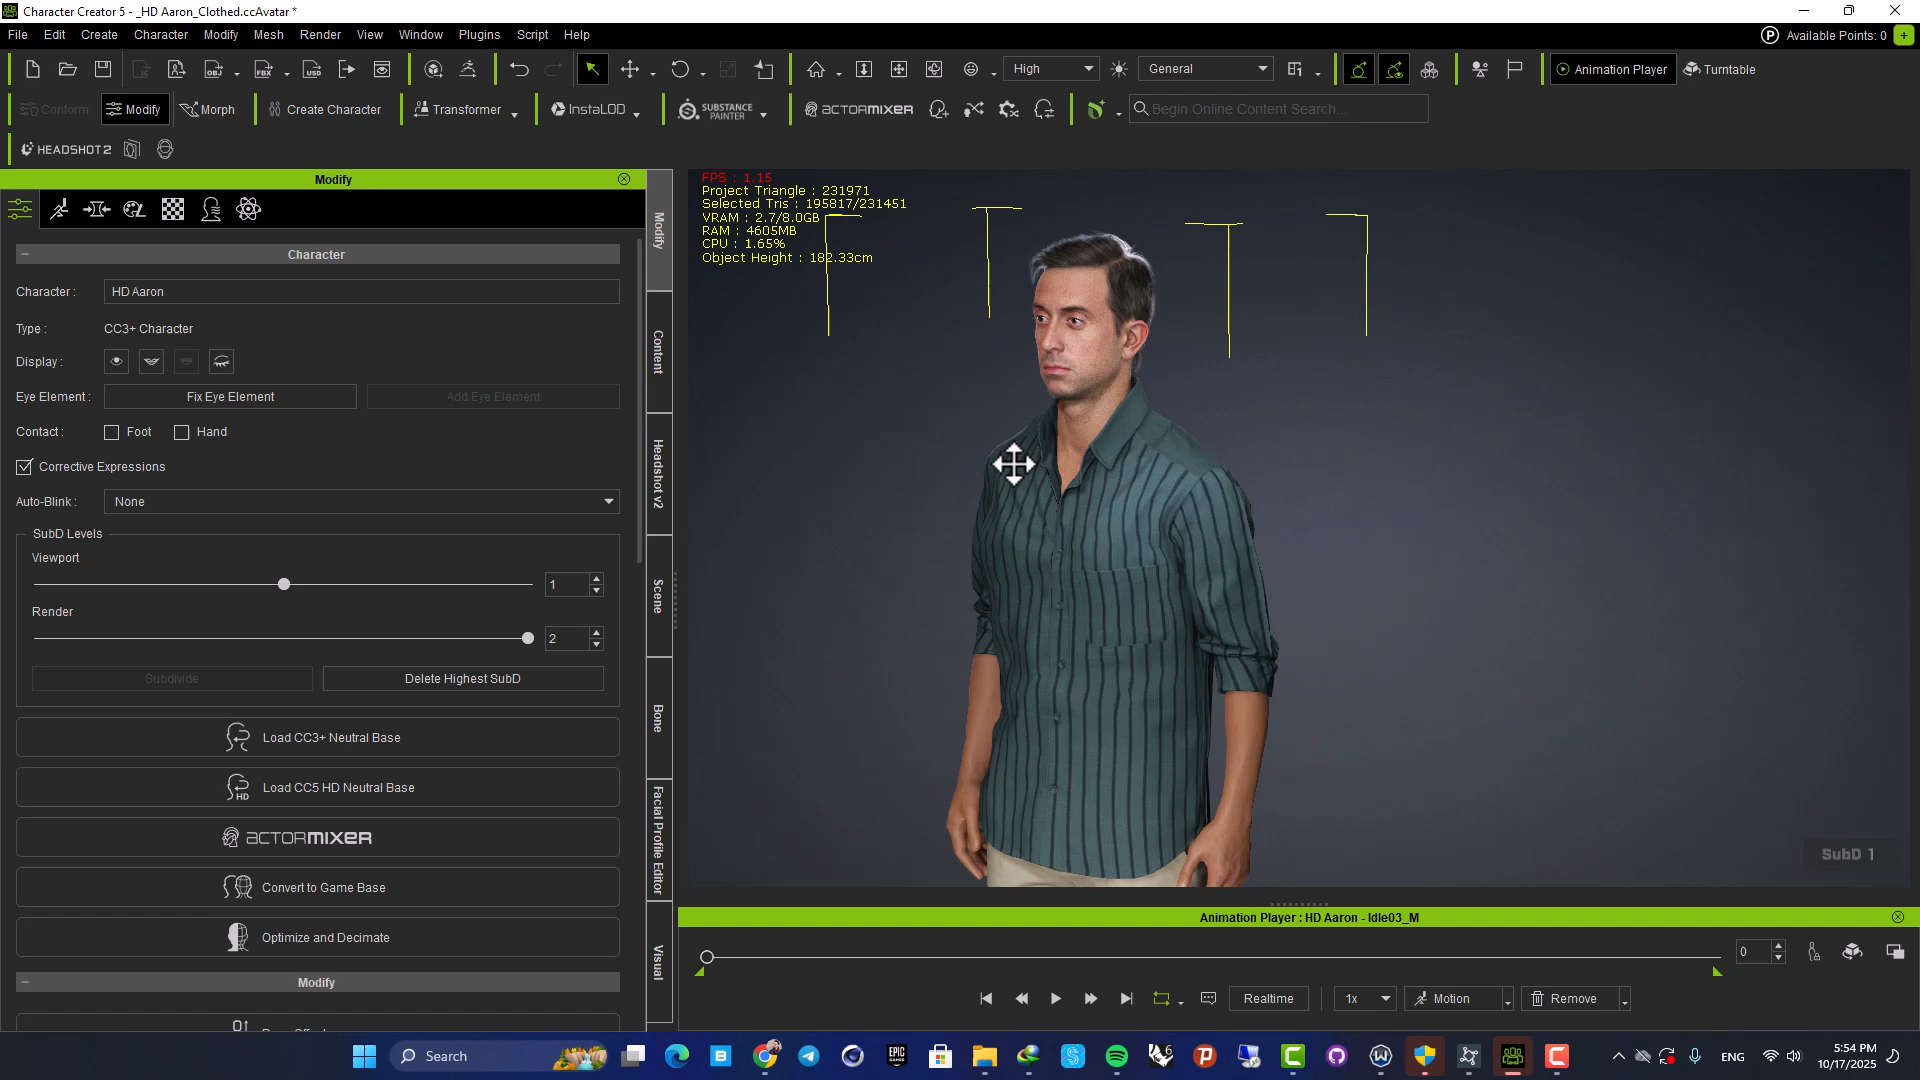 Character Creator 5 - _HD Aaron_Clothed.ccAvatar *
File Edit Create Character Modify Mesh Render View Window Plugins Script Help
Available Points: 0
High
General
Animation Player
Turntable
Conform
Modify
Morph
Create Character
Transformer
InstaLOD
SUBSTANCE PAINTER
ACTORMIXER
Begin Online Content Search...
HEADSHOT 2
Modify
Character
Character :
HD Aaron
Type :
CC3+ Character
Display :
Eye Element :
Fix Eye Element
Add Eye Element
Contact :
Foot
Hand
Corrective Expressions
Auto-Blink :
None
SubD Levels
Viewport
1
Render
2
Subdivide
Delete Highest SubD
Load CC3+ Neutral Base
HD
Load CC5 HD Neutral Base
ACTORMIXER
Convert to Game Base
Optimize and Decimate
Modify
Modify
Content
Headshot v2
Scene
Bone
Facial Profile Editor
Visual
FPS : 1.15
Project Triangle : 231971
Selected Tris : 195817/231451
VRAM : 2.7/8.0GB
RAM : 4605MB
CPU : 1.65%
Object Height : 182.33cm
SubD 1
Animation Player : HD Aaron - Idle03_M
0
Realtime
1x
Motion
Remove
Search
EPIC GAMES
6
ENG
5:54 PM
10/17/2025